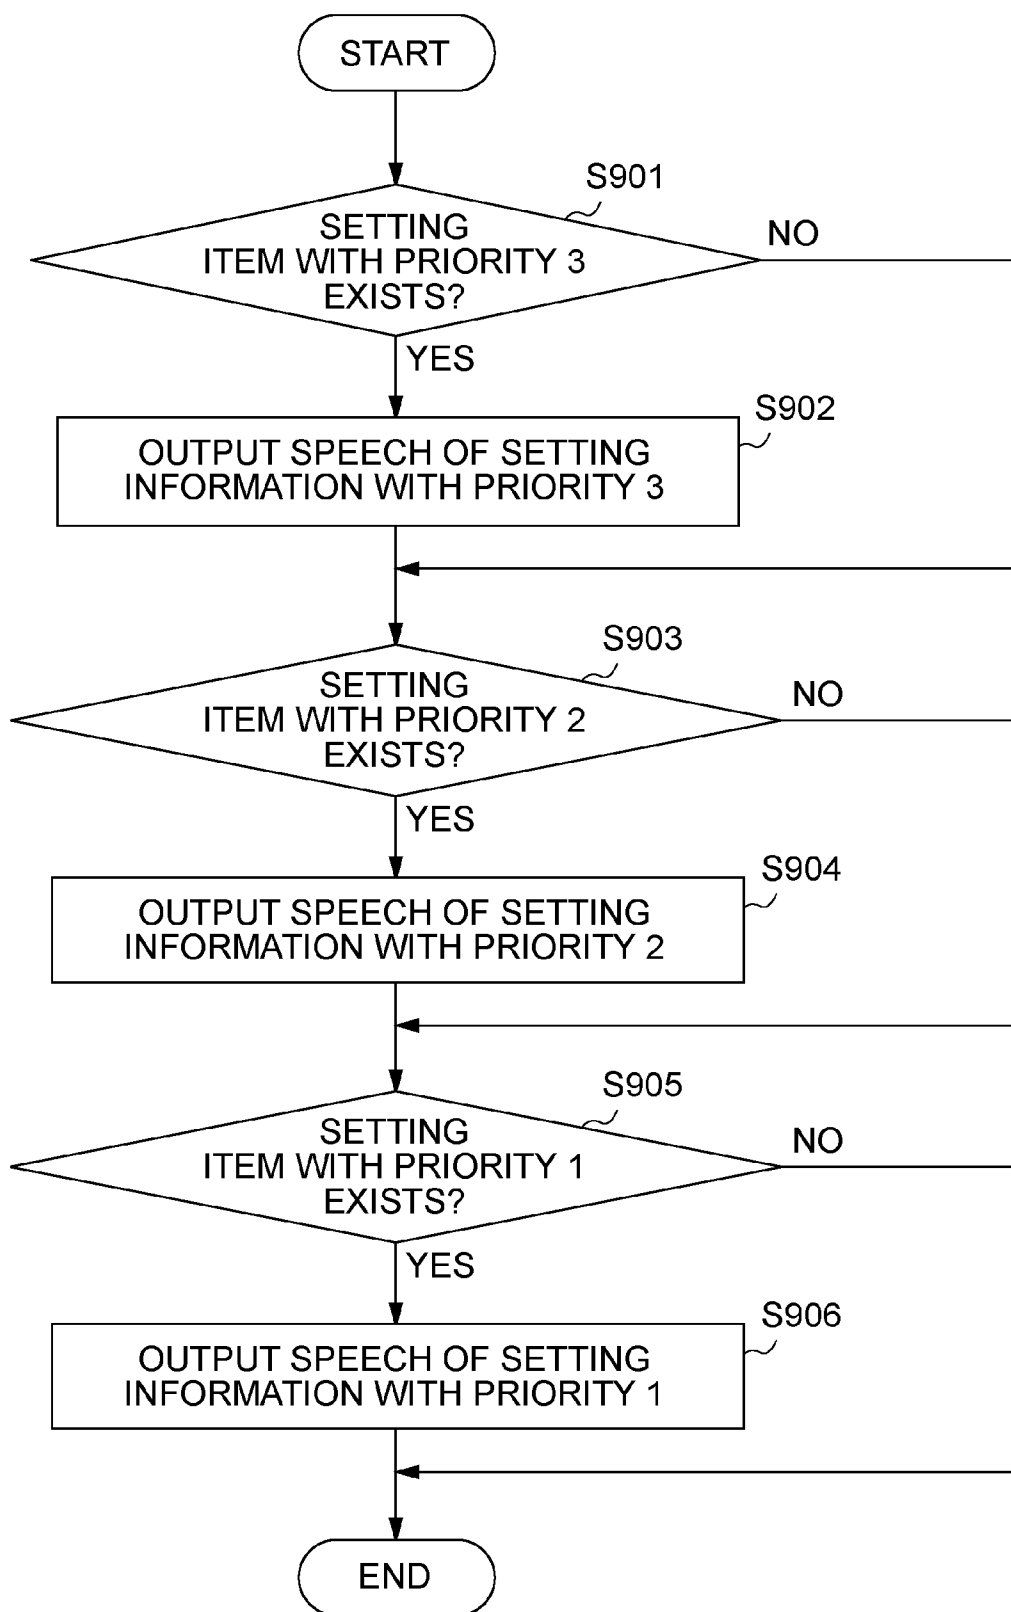 START
S901
SETTING
ITEM WITH PRIORITY 3
EXISTS?
NO
YES
S902
OUTPUT SPEECH OF SETTING
INFORMATION WITH PRIORITY 3
S903
SETTING
ITEM WITH PRIORITY 2
EXISTS?
NO
YES
S904
OUTPUT SPEECH OF SETTING
INFORMATION WITH PRIORITY 2
S905
SETTING
ITEM WITH PRIORITY 1
EXISTS?
NO
YES
S906
OUTPUT SPEECH OF SETTING
INFORMATION WITH PRIORITY 1
END